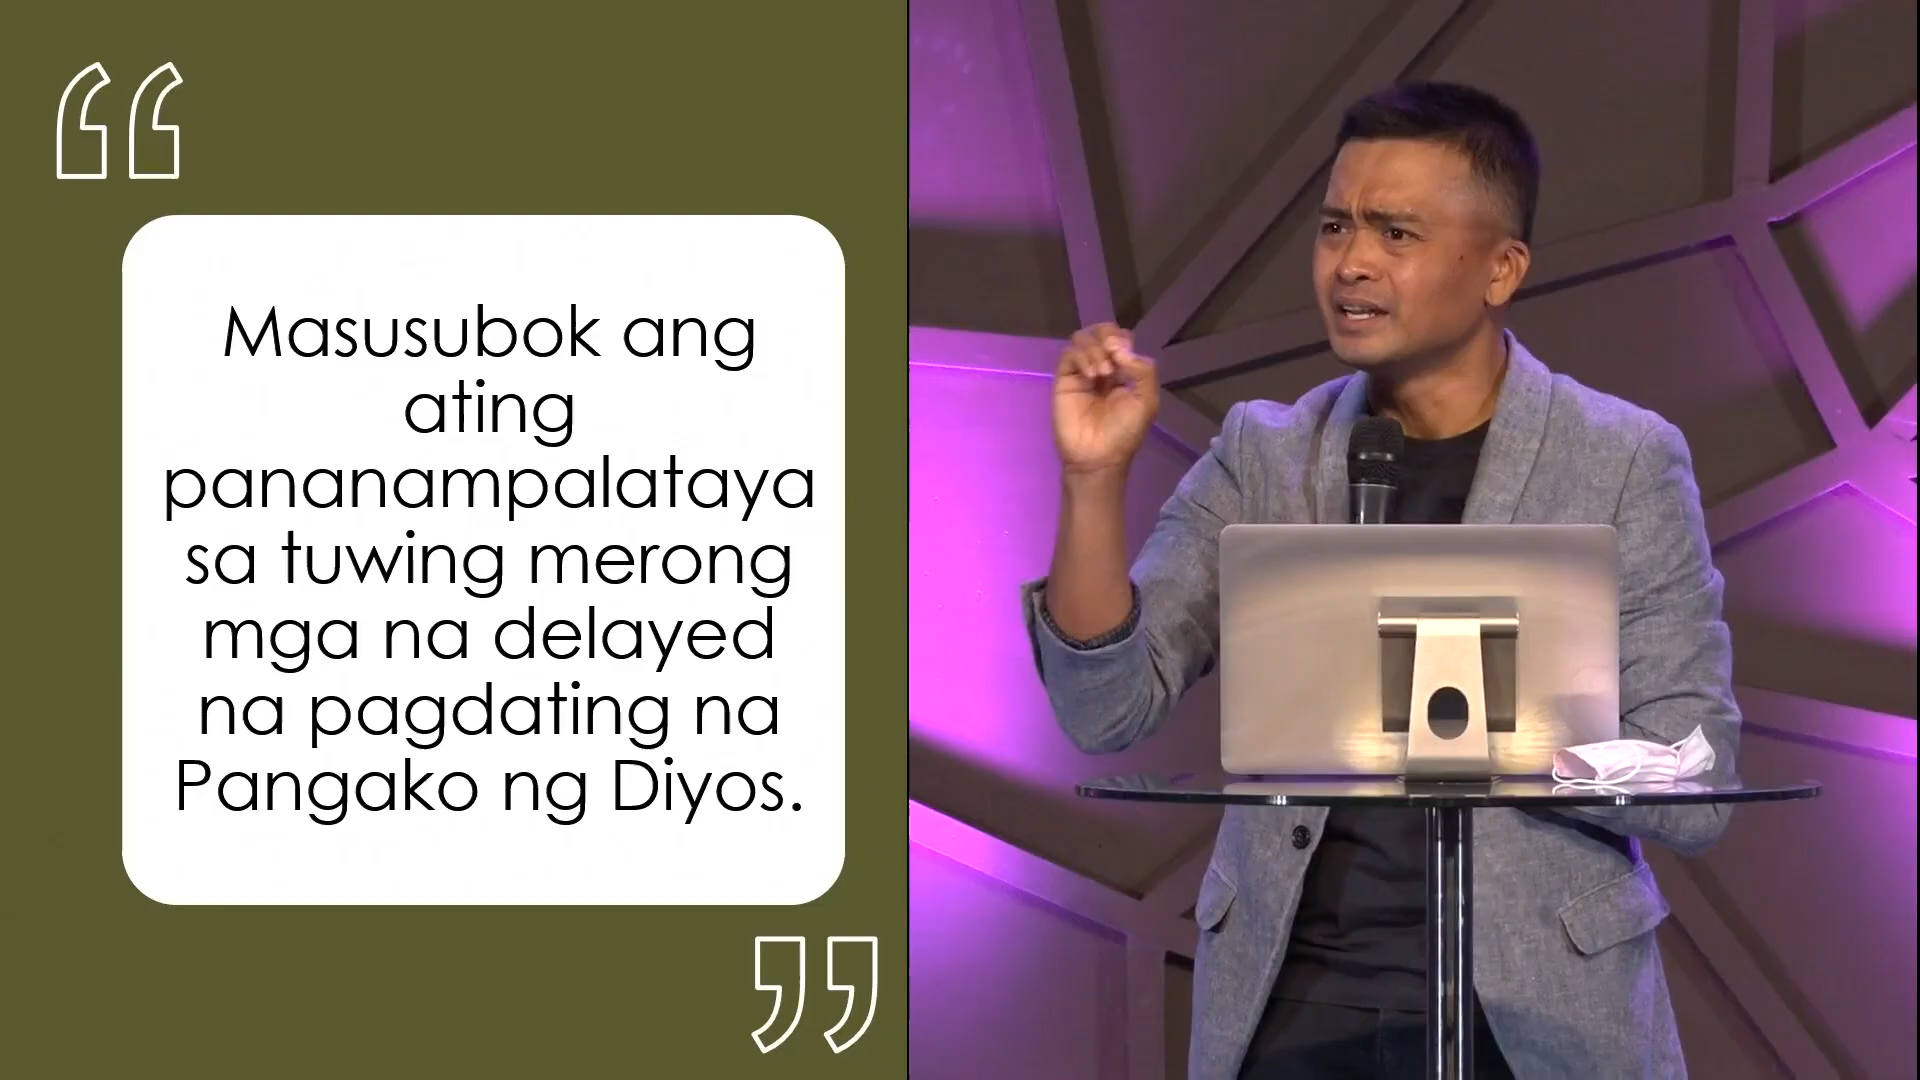 Masusubok ang
ating
pananampalataya
sa tuwing merong
mga na delayed
na pagdating na
Pangako ng Diyos.